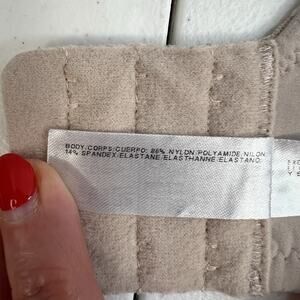 BODY/CORPS/CUERPO: 86% NYLON/POLYAMIDE/NILON
14% SPANDEX/ELASTANE/ELASTHANNE/ELASTANO